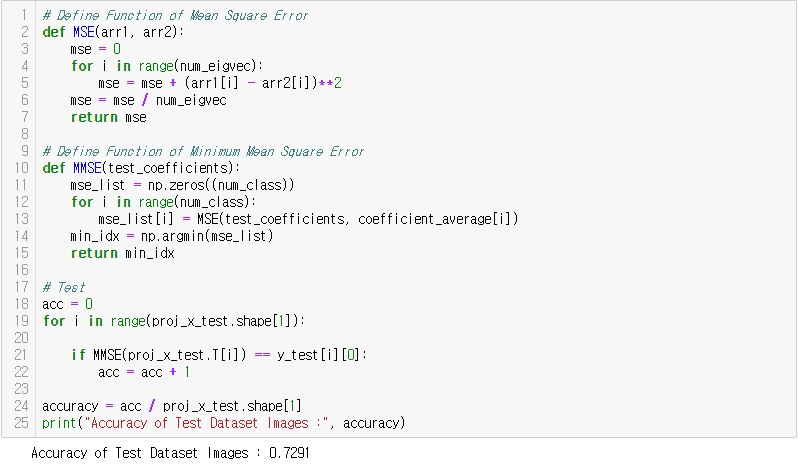 1 # Define Function of Mean Square Error
2 def MSE(arr1, arr2):
3     mse = 0
4     for i in range(num_eigvec):
5         mse = mse + (arr1[i] - arr2[i])**2
6     mse = mse / num_eigvec
7     return mse
8
9 # Define Function of Minimum Mean Square Error
10 def MMSE(test_coefficients):
11     mse_list = np.zeros((num_class))
12     for i in range(num_class):
13         mse_list[i] = MSE(test_coefficients, coefficient_average[i])
14     min_idx = np.argmin(mse_list)
15     return min_idx
16
17 # Test
18 acc = 0
19 for i in range(proj_x_test.shape[1]):
20
21     if MMSE(proj_x_test.T[i]) == y_test[i][0]:
22         acc = acc + 1
23
24 accuracy = acc / proj_x_test.shape[1]
25 print("Accuracy of Test Dataset Images :", accuracy)
Accuracy of Test Dataset Images : 0.7291